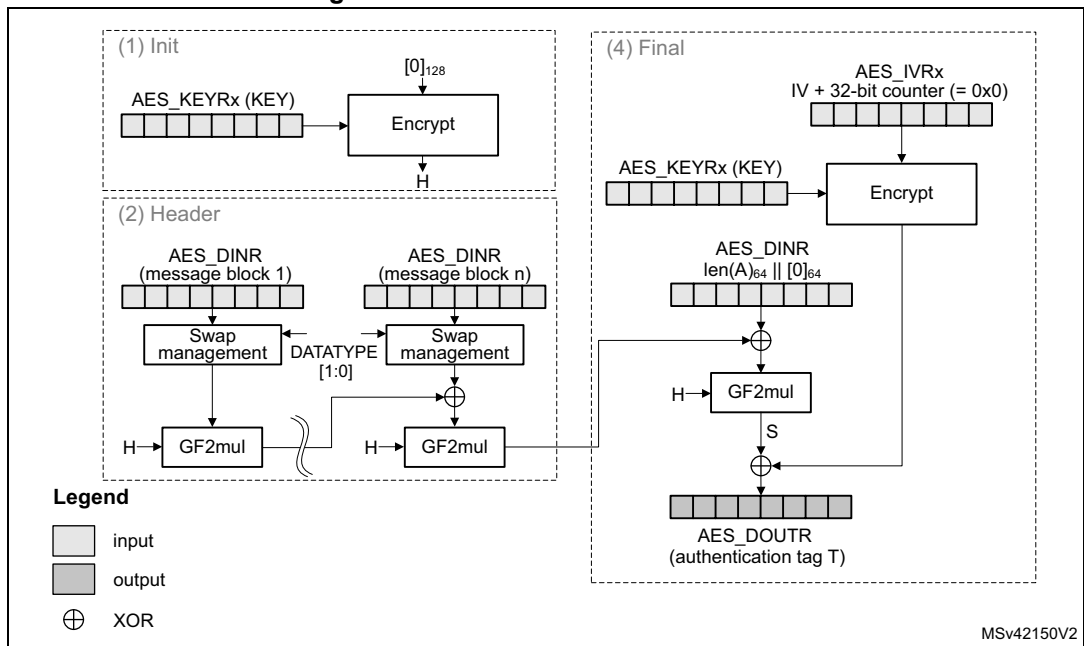 (1) Init
[0]128
AES_KEYRx (KEY)
Encrypt
H
(2) Header
AES_DINR
(message block 1)
AES_DINR
(message block n)
Swap
management
DATATYPE
[1:0]
Swap
management
H
GF2mul
H
GF2mul
(4) Final
AES_IVRx
IV + 32-bit counter (= 0x0)
AES_KEYRx (KEY)
Encrypt
AES_DINR
len(A)64 || [0]64
H
GF2mul
S
AES_DOUTR
(authentication tag T)
Legend
input
output
XOR
MSv42150V2